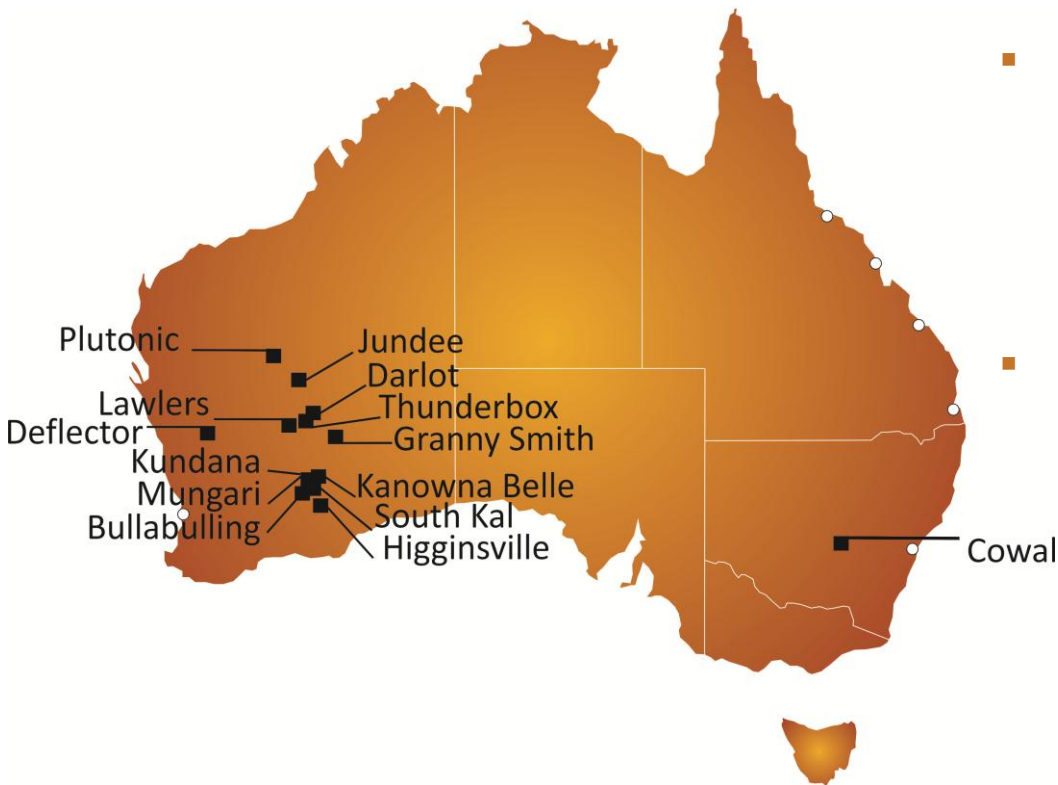 Plutonic
Jundee
Darlot
Lawlers
Thunderbox
Deflector
Granny Smith
Kundana
Mungari
Kanowna Belle
Bullabulling
South Kal
Higginsville
Cowal